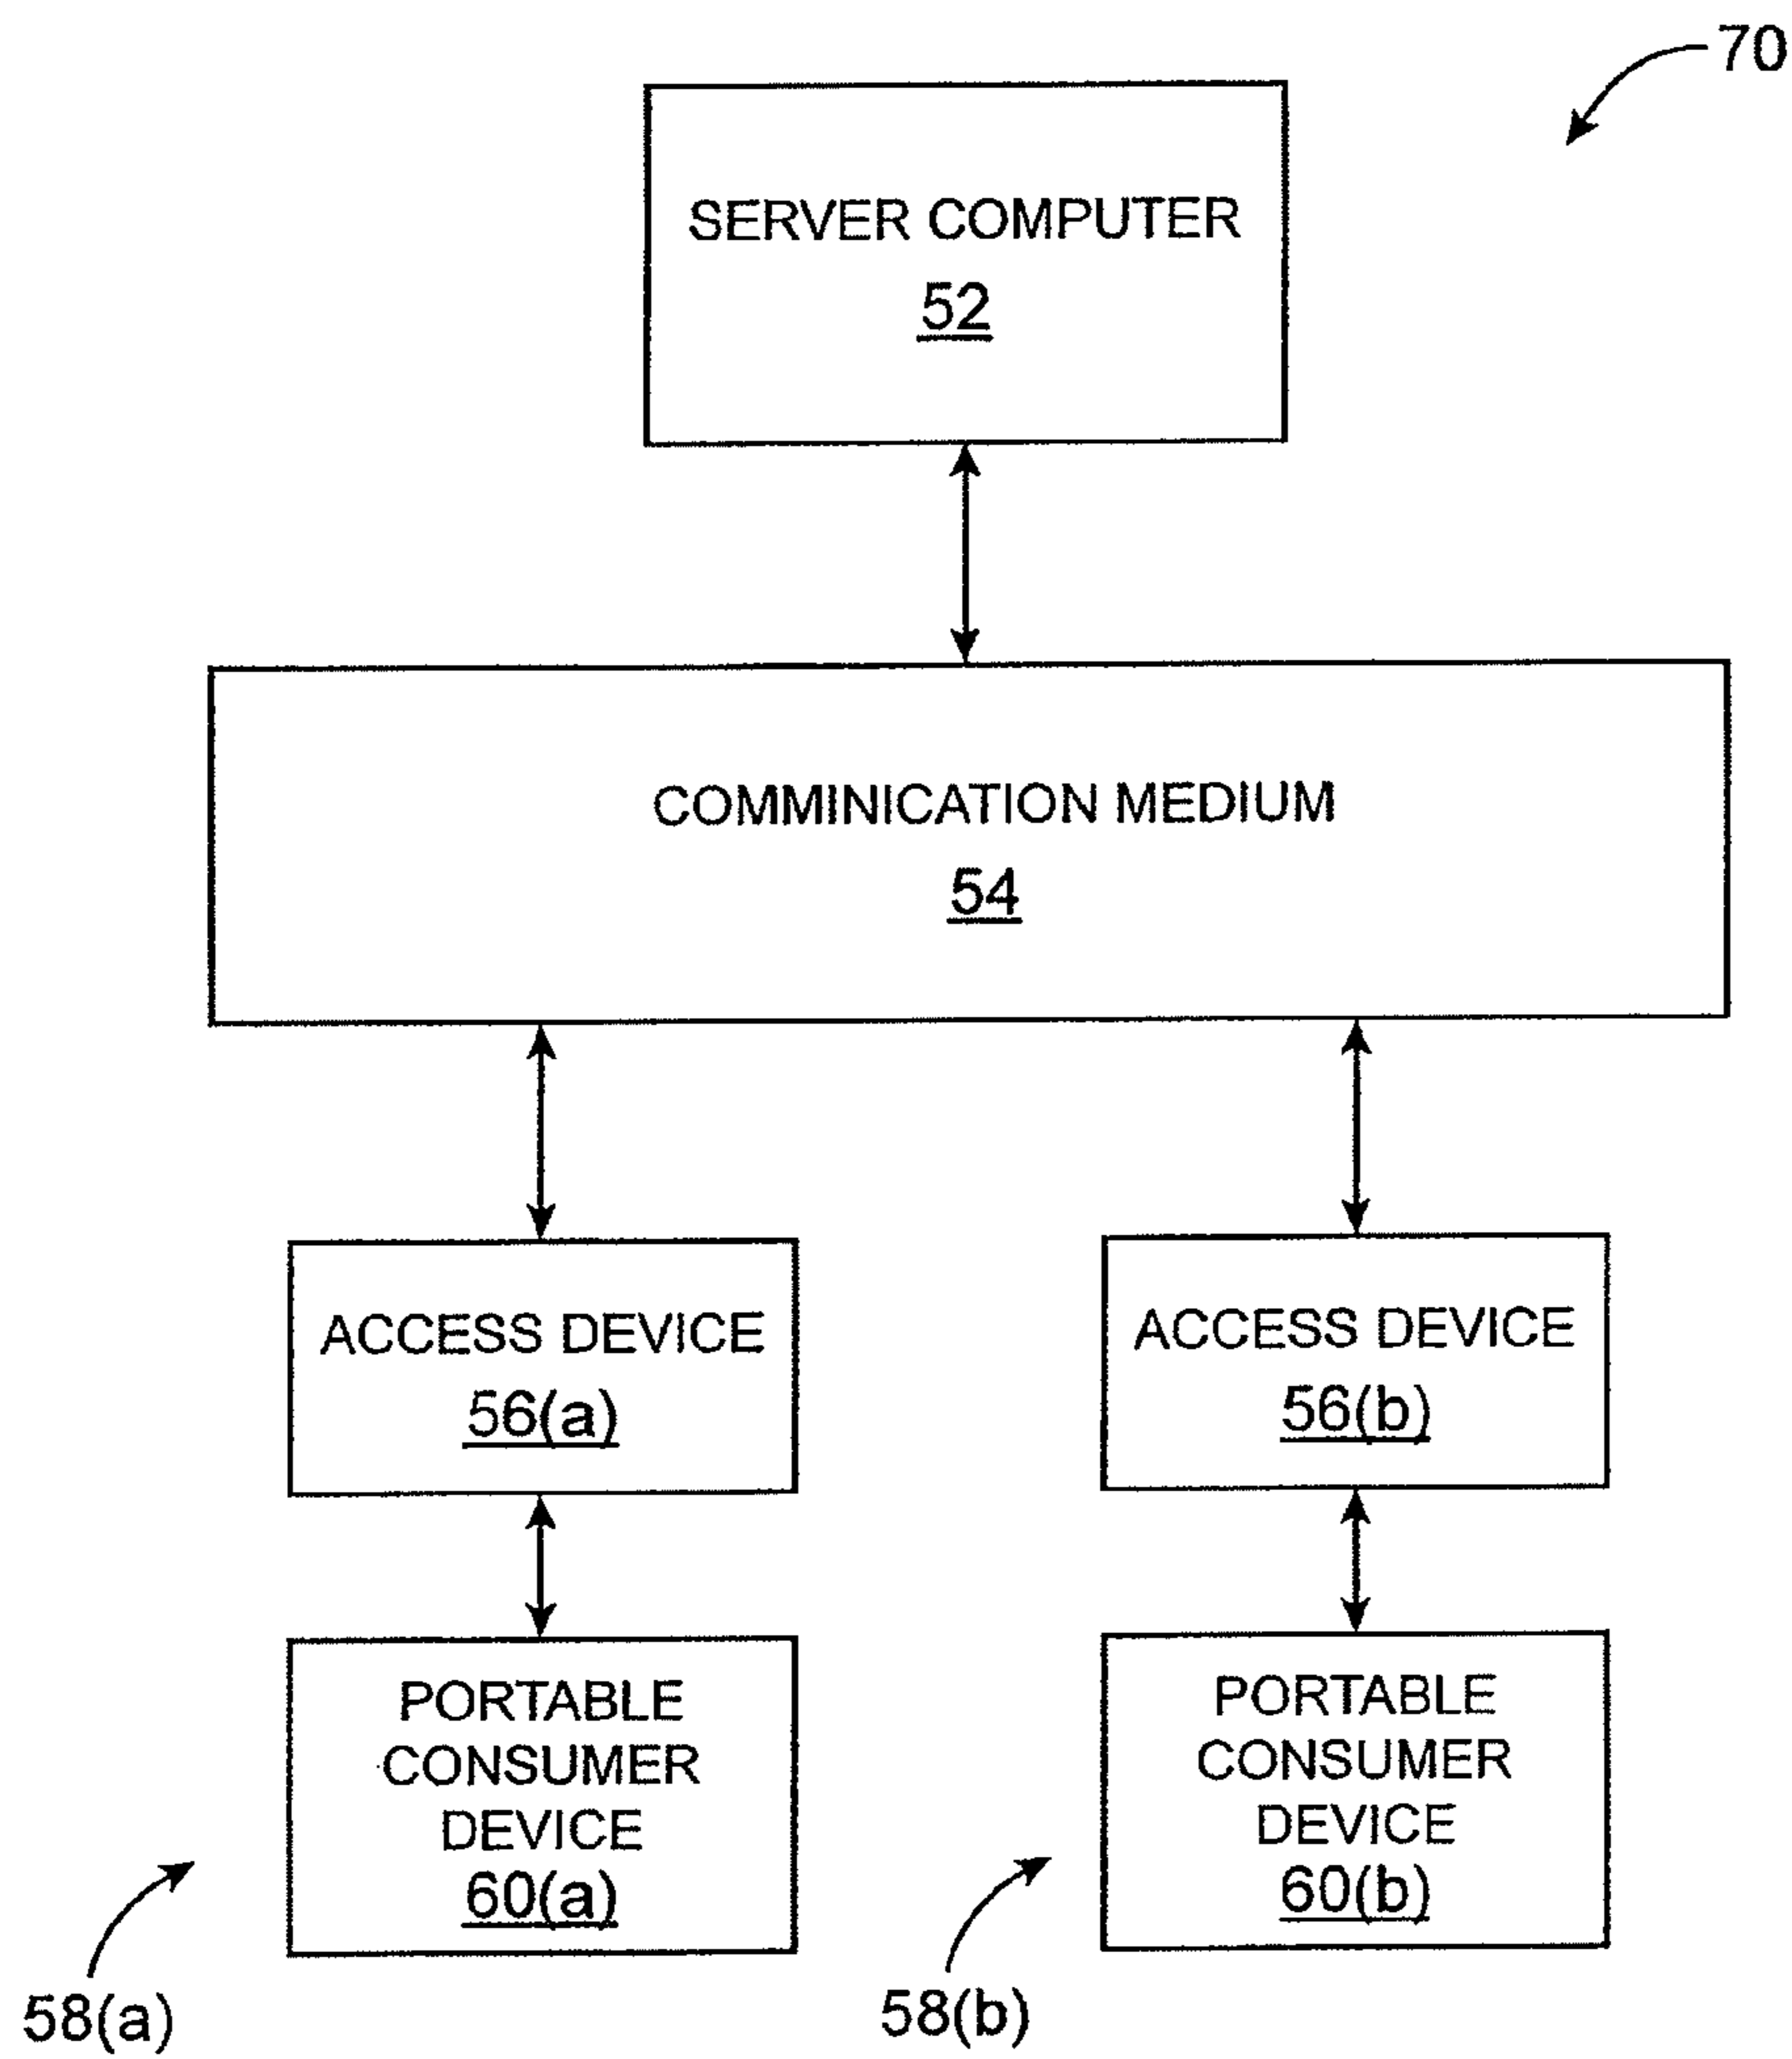 70
SERVER COMPUTER
52
COMMINICATION MEDIUM
54
ACCESS DEVICE
56(a)
ACCESS DEVICE
56(b)
PORTABLE
CONSUMER
DEVICE
60(a)
PORTABLE
CONSUMER
DEVICE
60(b)
58(a)
58(b)